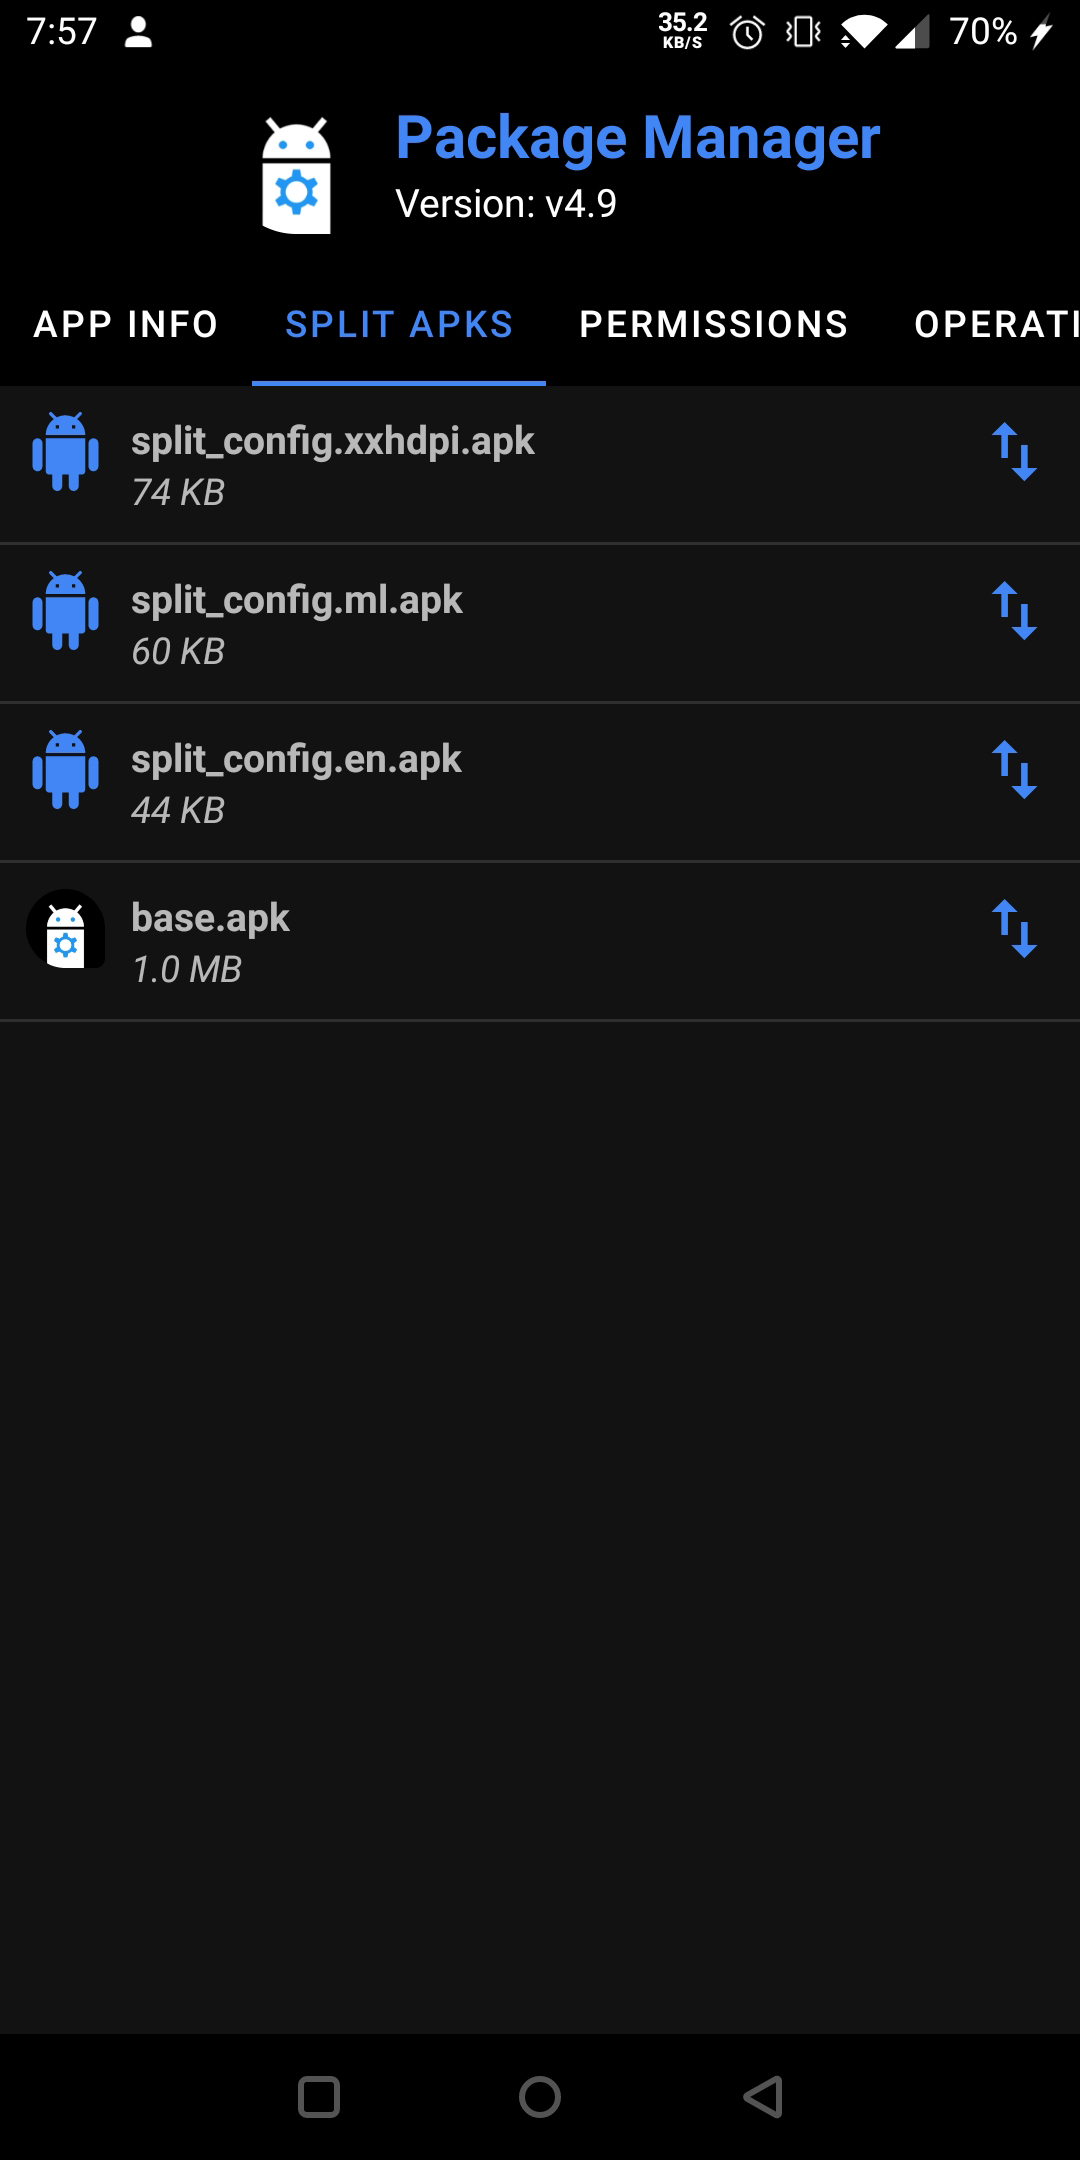 7:57
35.2
KB/S
70%
Package Manager
Version: v4.9
APP INFO SPLIT APKS PERMISSIONS OPERATI
split_config.xxhdpi.apk
74 KB
split_config.ml.apk
60 KB
split_config.en.apk
44 KB
base.apk
1.0 MB